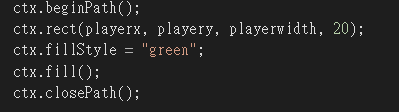 ctx.beginPath();
ctx.rect(playerx, playery, playerwidth, 20);
ctx.fillStyle = "green";
ctx.fill();
ctx.closePath();